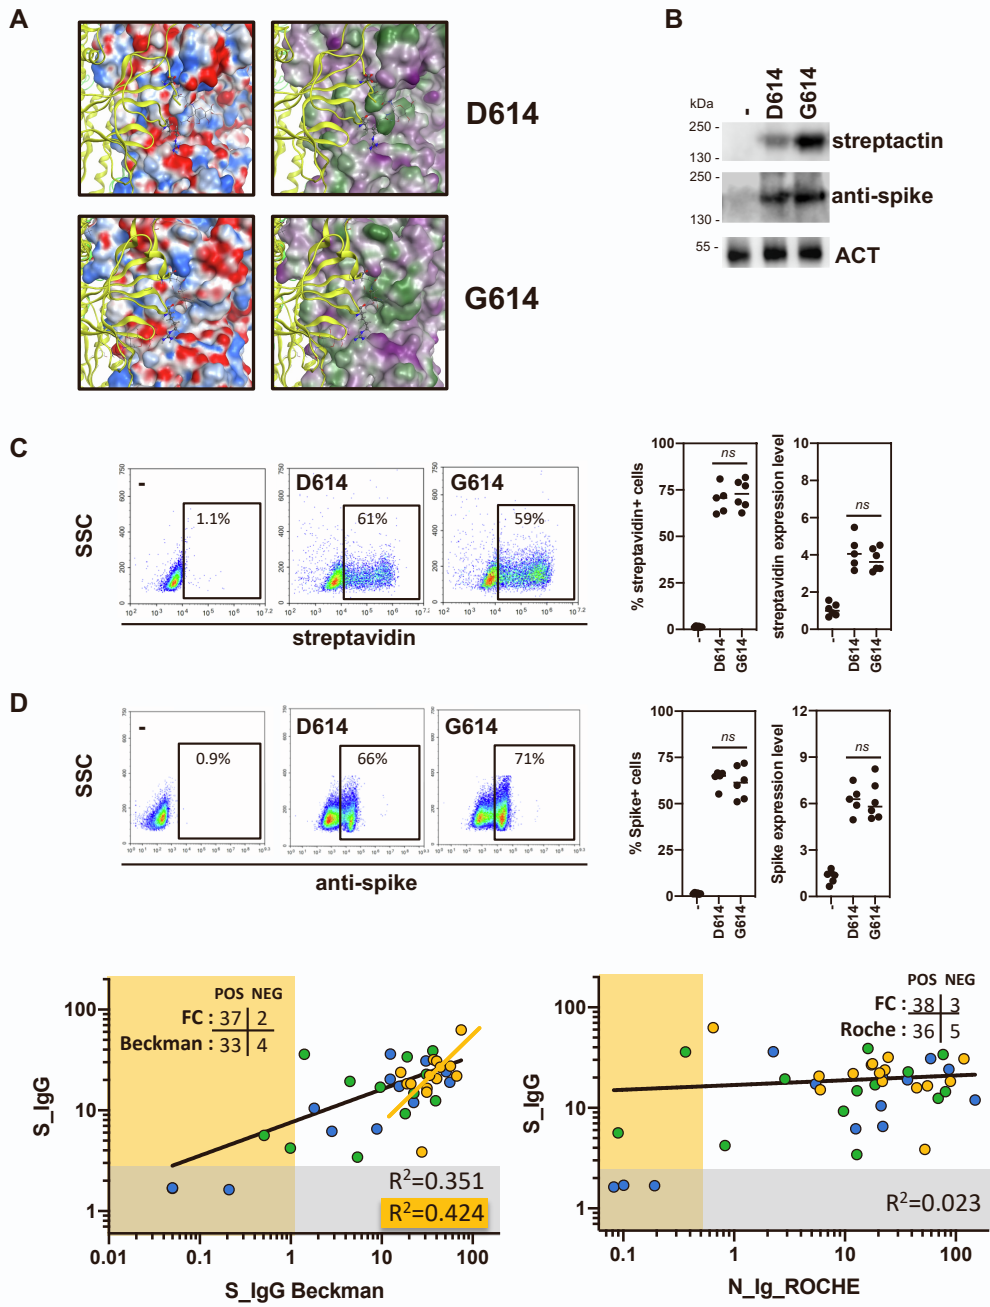 A
D614
G614
B
- D614 G614
kDa
250 -
130 -
streptactin
250 -
130 -
anti-spike
55 -
ACT
C
SSC
-
1.1%
D614
61%
G614
59%
streptavidin
% streptavidin+ cells
100
75
50
25
0
ns
- D614 G614
streptavidin expression level
10
8
6
4
2
0
ns
- D614 G614
D
SSC
-
0.9%
D614
66%
G614
71%
anti-spike
% Spike+ cells
100
75
50
25
0
ns
- D614 G614
Spike expression level
12
9
6
3
0
ns
- D614 G614
S_IgG
100
10
1
POS NEG
FC : 37 2
Beckman : 33 4
R²=0.351
R²=0.424
0.01 0.1 1 10 100
S_IgG Beckman
S_IgG
100
10
1
POS NEG
FC : 38 3
Roche : 36 5
R²=0.023
0.1 1 10 100
N_Ig_ROCHE